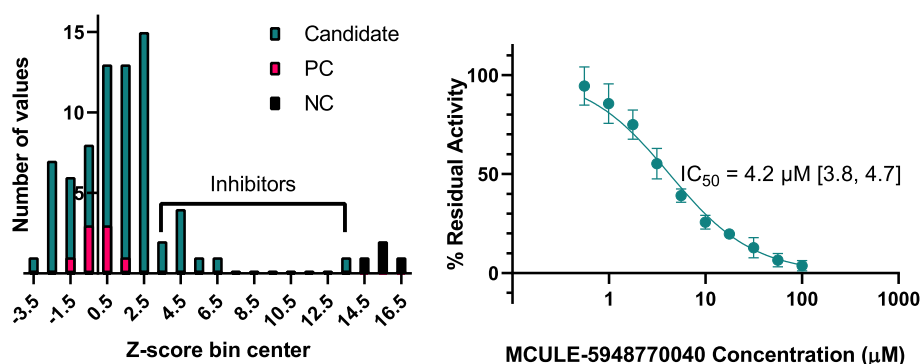 Number of values
15
10
5
Candidate
PC
NC
Inhibitors
-3.5 -1.5 0.5 2.5 4.5 6.5 8.5 10.5 12.5 14.5 16.5
Z-score bin center
% Residual Activity
100
50
0
IC50 = 4.2 μM [3.8, 4.7]
1 10 100 1000
MCULE-5948770040 Concentration (μM)